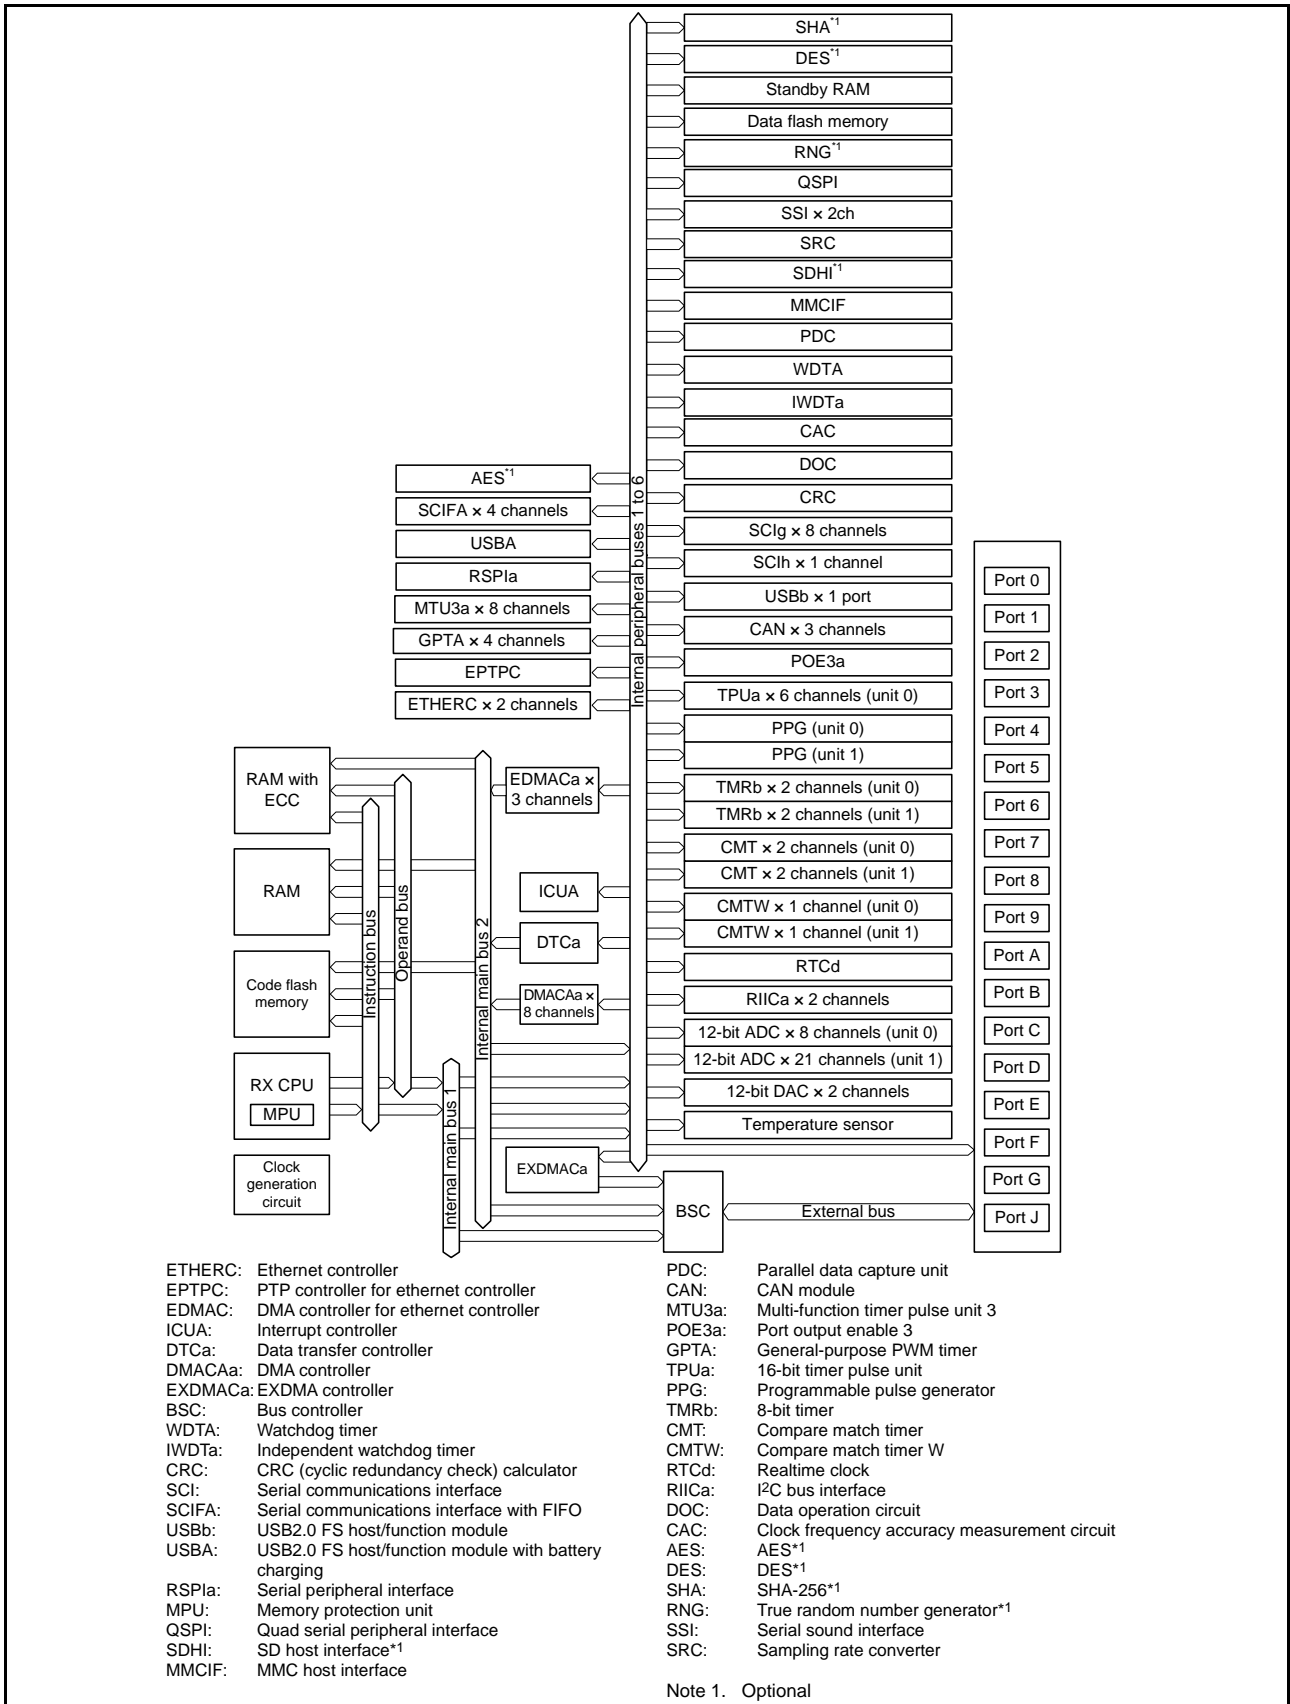 SHA*1
DES*1
Standby RAM
Data flash memory
RNG*1
QSPI
SSI × 2ch
SRC
SDHI*1
MMCIF
PDC
WDTA
IWDTa
CAC
DOC
CRC
SCIg × 8 channels
SCIh × 1 channel
USBb × 1 port
CAN × 3 channels
POE3a
TPUa × 6 channels (unit 0)
PPG (unit 0)
PPG (unit 1)
TMRb × 2 channels (unit 0)
TMRb × 2 channels (unit 1)
CMT × 2 channels (unit 0)
CMT × 2 channels (unit 1)
CMTW × 1 channel (unit 0)
CMTW × 1 channel (unit 1)
RTCd
RIICa × 2 channels
12-bit ADC × 8 channels (unit 0)
12-bit ADC × 21 channels (unit 1)
12-bit DAC × 2 channels
Temperature sensor
Internal peripheral buses 1 to 6
AES*1
SCIFA × 4 channels
USBA
RSPIa
MTU3a × 8 channels
GPTA × 4 channels
EPTPC
ETHERC × 2 channels
RAM with
ECC
RAM
Code flash
memory
RX CPU
MPU
Clock
generation
circuit
Instruction bus
Operand bus
Internal main bus 1
Internal main bus 2
EDMACa ×
3 channels
ICUA
DTCa
DMACAa ×
8 channels
EXDMACa
BSC
External bus
Port 0
Port 1
Port 2
Port 3
Port 4
Port 5
Port 6
Port 7
Port 8
Port 9
Port A
Port B
Port C
Port D
Port E
Port F
Port G
Port J
ETHERC: Ethernet controller
EPTPC: PTP controller for ethernet controller
EDMAC: DMA controller for ethernet controller
ICUA: Interrupt controller
DTCa: Data transfer controller
DMACAa: DMA controller
EXDMACa: EXDMA controller
BSC: Bus controller
WDTA: Watchdog timer
IWDTa: Independent watchdog timer
CRC: CRC (cyclic redundancy check) calculator
SCI: Serial communications interface
SCIFA: Serial communications interface with FIFO
USBb: USB2.0 FS host/function module
USBA: USB2.0 FS host/function module with battery
charging
RSPIa: Serial peripheral interface
MPU: Memory protection unit
QSPI: Quad serial peripheral interface
SDHI: SD host interface*1
MMCIF: MMC host interface
PDC: Parallel data capture unit
CAN: CAN module
MTU3a: Multi-function timer pulse unit 3
POE3a: Port output enable 3
GPTA: General-purpose PWM timer
TPUa: 16-bit timer pulse unit
PPG: Programmable pulse generator
TMRb: 8-bit timer
CMT: Compare match timer
CMTW: Compare match timer W
RTCd: Realtime clock
RIICa: I2C bus interface
DOC: Data operation circuit
CAC: Clock frequency accuracy measurement circuit
AES: AES*1
DES: DES*1
SHA: SHA-256*1
RNG: True random number generator*1
SSI: Serial sound interface
SRC: Sampling rate converter
Note 1. Optional